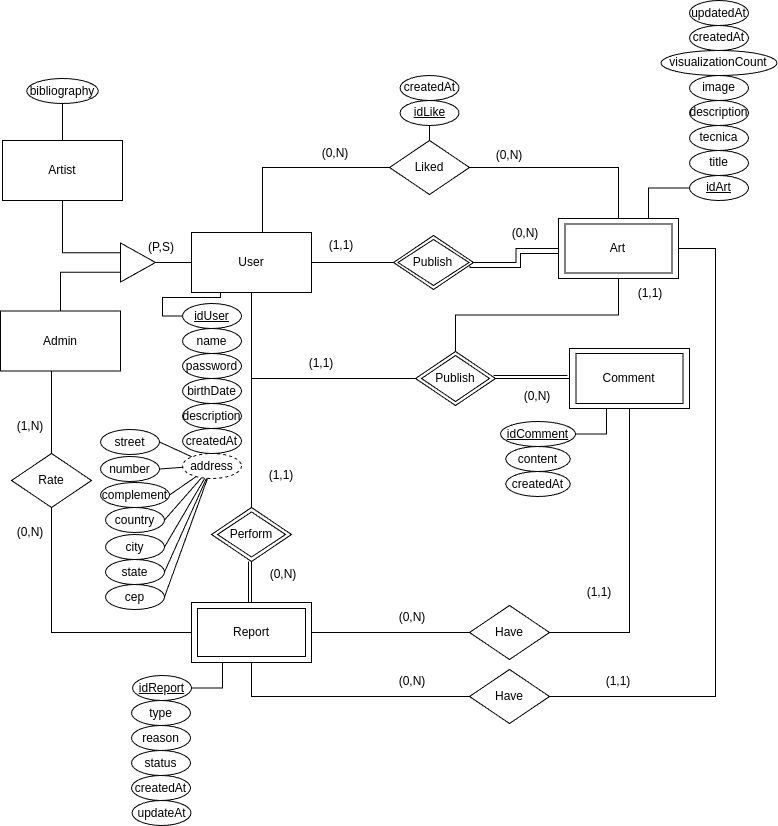 updatedAt
createdAt
visualizationCount
image
description
tecnica
title
idArt
bibliography
createdAt
idLike
Artist
(0,N)
Liked
(0,N)
(P,S)
User
(1,1)
Publish
(0,N)
Art
(1,1)
Admin
idUser
name
password
birthDate
description
createdAt
address
(1,1)
Publish
(0,N)
Comment
idComment
content
createdAt
(1,N)
Rate
(0,N)
street
number
complement
country
city
state
cep
(1,1)
Perform
(0,N)
Report
(0,N)
Have
(1,1)
(0,N)
Have
(1,1)
idReport
type
reason
status
createdAt
updateAt